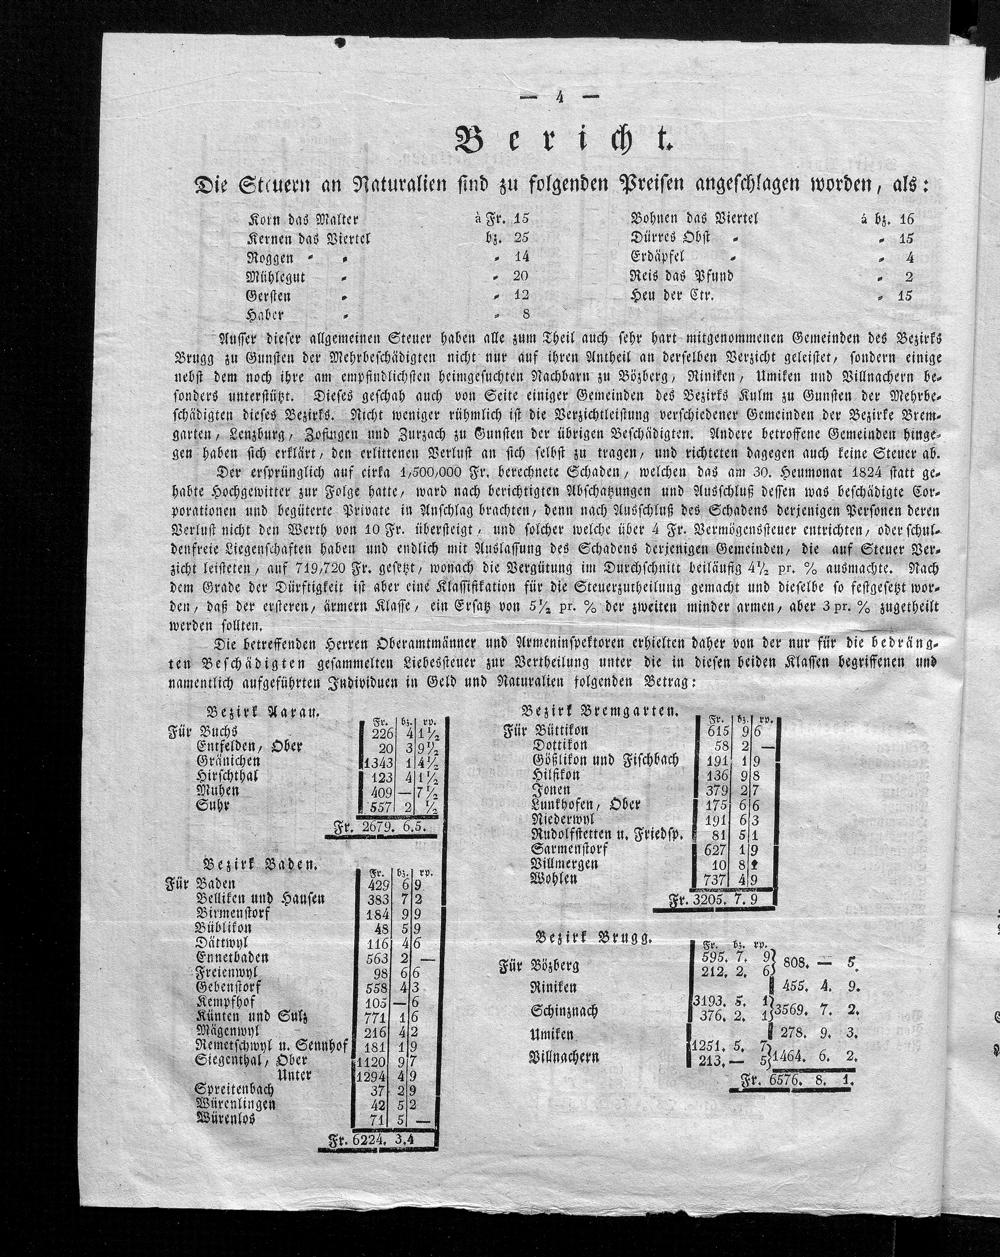 — 4 —
Bericht.
Die Steuern an Naturalien sind zu folgenden Preisen angeschlagen worden, als:
Korn das Malter à Fr. 15
Kernen das Viertel bz. 25
Roggen " " " 14
Mühlegut " " 20
Gersten " " 12
Haber " " 8
Bohnen das Viertel à bz. 16
Dürres Obst " " 15
Erdäpfel " " 4
Reis das Pfund " 2
Heu der Ctr. " 15
Ausser dieser allgemeinen Steuer haben alle zum Theil auch sehr hart mitgenommenen Gemeinden des Bezirks
Brugg zu Gunsten der Mehrbeschädigten nicht nur auf ihren Antheil an derselben Verzicht geleistet, sondern einige
nebst dem noch ihre am empfindlichsten heimgesuchten Nachbarn zu Bözberg, Riniken, Umiken und Villnachern be-
sonders unterstützt. Dieses geschah auch von Seite einiger Gemeinden des Bezirks Kulm zu Gunsten der Mehrbe-
schädigten dieses Bezirks. Nicht weniger rühmlich ist die Verzichtleistung verschiedener Gemeinden der Bezirke Brem-
garten, Lenzburg, Zofingen und Zurzach zu Gunsten der übrigen Beschädigten. Andere betroffene Gemeinden hinge-
gen haben sich erklärt, den erlittenen Verlust an sich selbst zu tragen, und richteten dagegen auch keine Steuer ab.
Der ersprünglich auf cirka 1,500,000 Fr. berechnete Schaden, welchen das am 30. Heumonat 1824 statt ge-
habte Hochgewitter zur Folge hatte, ward nach berichtigten Abschatzungen und Ausschluß dessen was beschädigte Cor-
porationen und begüterte Private in Anschlag brachten, denn nach Ausschluß des Schadens derjenigen Personen deren
Verlust nicht den Werth von 10 Fr. übersteigt, und solcher welche über 4 Fr. Vermögenssteuer entrichten, oder schul-
denfreie Liegenschaften haben und endlich mit Auslassung des Schadens derjenigen Gemeinden, die auf Steuer Ver-
zicht leisteten, auf 719,720 Fr. gesetzt, wonach die Vergütung im Durchschnitt beiläufig 4½ pr. % ausmachte. Nach
dem Grade der Dürftigkeit ist aber eine Klassifikation für die Steuerzutheilung gemacht und dieselbe so festgesetzt wor-
den, daß der ersteren, ärmern Klasse, ein Ersatz von 5½ pr. % der zweiten minder armen, aber 3 pr. % zugetheilt
werden sollten.
Die betreffenden Herren Oberamtmänner und Armeninspektoren erhielten daher von der nur für die bedräng-
ten Beschädigten gesammelten Liebessteuer zur Vertheilung unter die in diesen beiden Klassen begriffenen und
namentlich aufgeführten Individuen in Geld und Naturalien folgenden Betrag:
Bezirk Aarau.
Fr. bz. rp.
Für Buchs 226 4 1½
Entfelden, Ober 20 3 9½
Gränichen 1343 1 4½
Hirschthal 123 4 1½
Muhen 409 — 7½
Suhr 557 2 ½
Fr. 2679. 6.5.
Bezirk Baden.
Fr. bz. rp.
Für Baden 429 6 9
Bellikon und Hausen 383 7 2
Birmenstorf 184 9 9
Büblikon 48 5 9
Dättwyl 116 4 6
Ennetbaden 563 2 —
Freienwyl 98 6 6
Gebenstorf 558 4 3
Kempfhof 105 — 6
Künten und Sulz 771 1 6
Mägenwyl 216 4 2
Remetschwyl u. Sennhof 181 1 9
Siegenthal, Ober 1120 9 7
Unter 1294 4 9
Spreitenbach 37 2 9
Würenlingen 42 5 2
Würenlos 71 5 —
Fr. 6224. 3.4
Bezirk Bremgarten.
Fr. bz. rp.
Für Büttikon 615 9 6
Dottikon 58 2 —
Gößlikon und Fischbach 191 1 9
Hilfikon 136 9 8
Jonen 379 2 7
Lunkhofen, Ober 175 6 6
Niederwyl 191 6 3
Rudolfstetten u. Friedsp. 81 5 1
Sarmenstorf 627 1 9
Villmergen 10 8
Wohlen 737 4 9
Fr. 3205. 7. 9
Bezirk Brugg.
Fr. bz. rp.
Für Bözberg 595. 7. 9 } 808. — 5.
212. 2. 6
Riniken 455. 4. 9.
Schinznach 3193. 5. 1 } 3569. 7. 2.
376. 2. 1
Umiken 278. 9. 3.
Villnachern 1251. 5. 7 } 1464. 6. 2.
213. — 5
Fr. 6576. 8. 1.